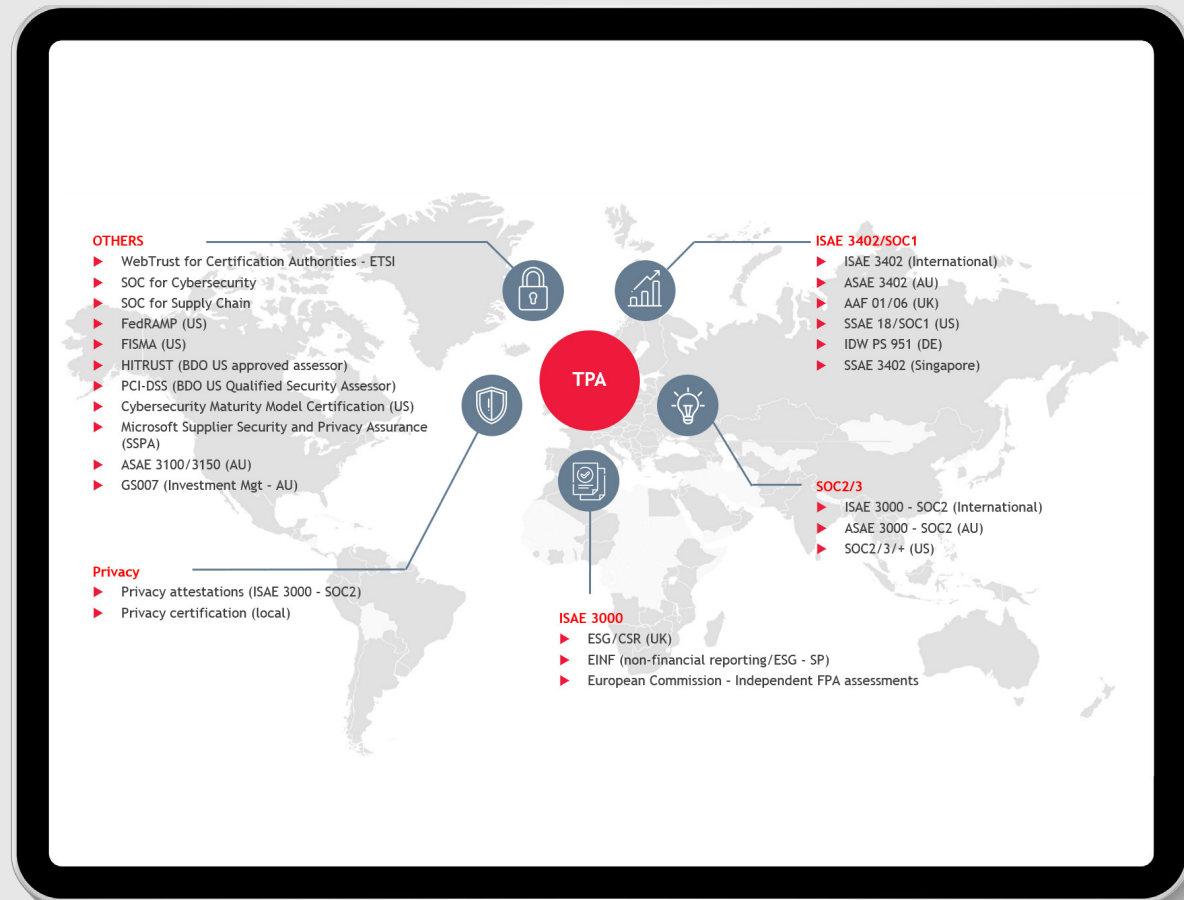 OTHERS
WebTrust for Certification Authorities - ETSI
SOC for Cybersecurity
SOC for Supply Chain
FedRAMP (US)
FISMA (US)
HITRUST (BDO US approved assessor)
PCI-DSS (BDO US Qualified Security Assessor)
Cybersecurity Maturity Model Certification (US)
Microsoft Supplier Security and Privacy Assurance
(SSPA)
ASAE 3100/3150 (AU)
GS007 (Investment Mgt - AU)
Privacy
Privacy attestations (ISAE 3000 - SOC2)
Privacy certification (local)
TPA
ISAE 3402/SOC1
ISAE 3402 (International)
ASAE 3402 (AU)
AAF 01/06 (UK)
SSAE 18/SOC1 (US)
IDW PS 951 (DE)
SSAE 3402 (Singapore)
SOC2/3
ISAE 3000 - SOC2 (International)
ASAE 3000 - SOC2 (AU)
SOC2/3/+ (US)
ISAE 3000
ESG/CSR (UK)
EINF (non-financial reporting/ESG - SP)
European Commission – Independent FPA assessments